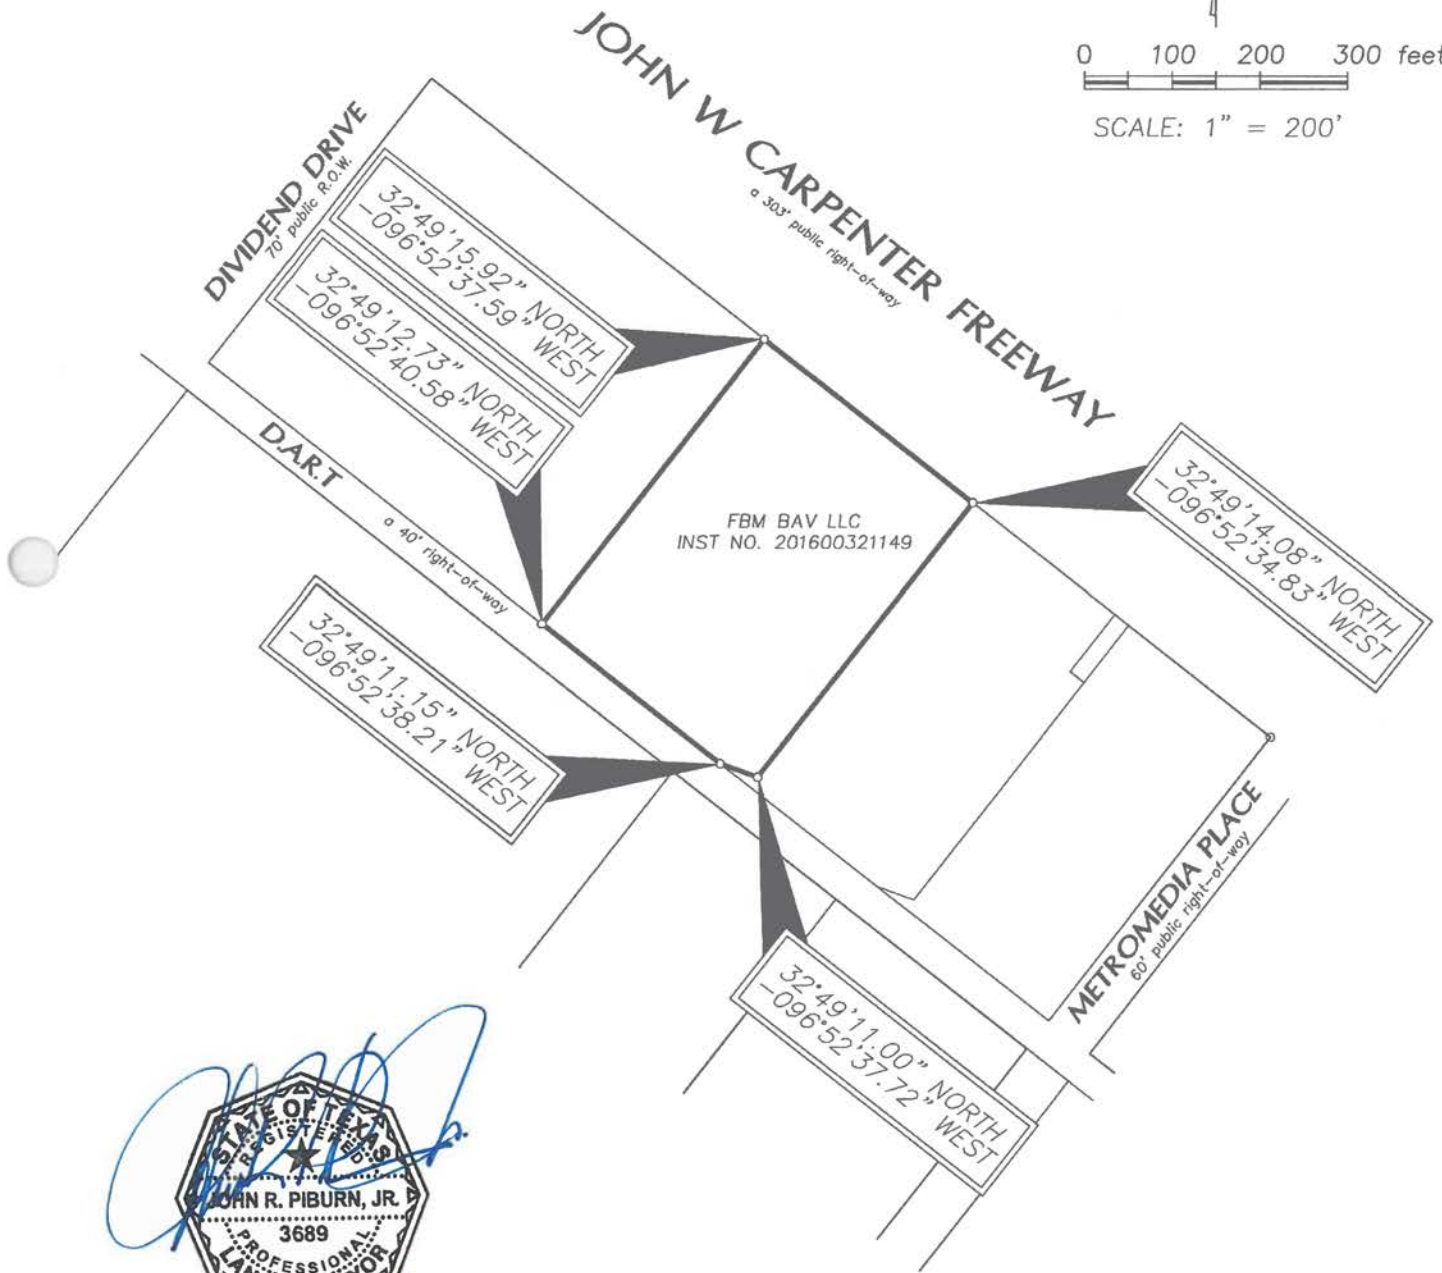 0 100 200 300 feet
SCALE: 1" = 200'
JOHN W CARPENTER FREEWAY
a 303' public right-of-way
DIVIDEND DRIVE
70' public R.O.W.
32°49'15.92" NORTH
-096°52'37.59" WEST
32°49'12.73" NORTH
-096°52'40.58" WEST
D.A.R.T
a 40' right-of-way
FBM BAV LLC
INST NO. 201600321149
32°49'14.08" NORTH
-096°52'34.83" WEST
32°49'11.15" NORTH
-096°52'38.21" WEST
METROMEDIA PLACE
60' public right-of-way
32°49'11.00" NORTH
-096°52'37.72" WEST
STATE OF TEXAS
REGISTERED
JOHN R. PIBURN, JR.
3689
PROFESSIONAL